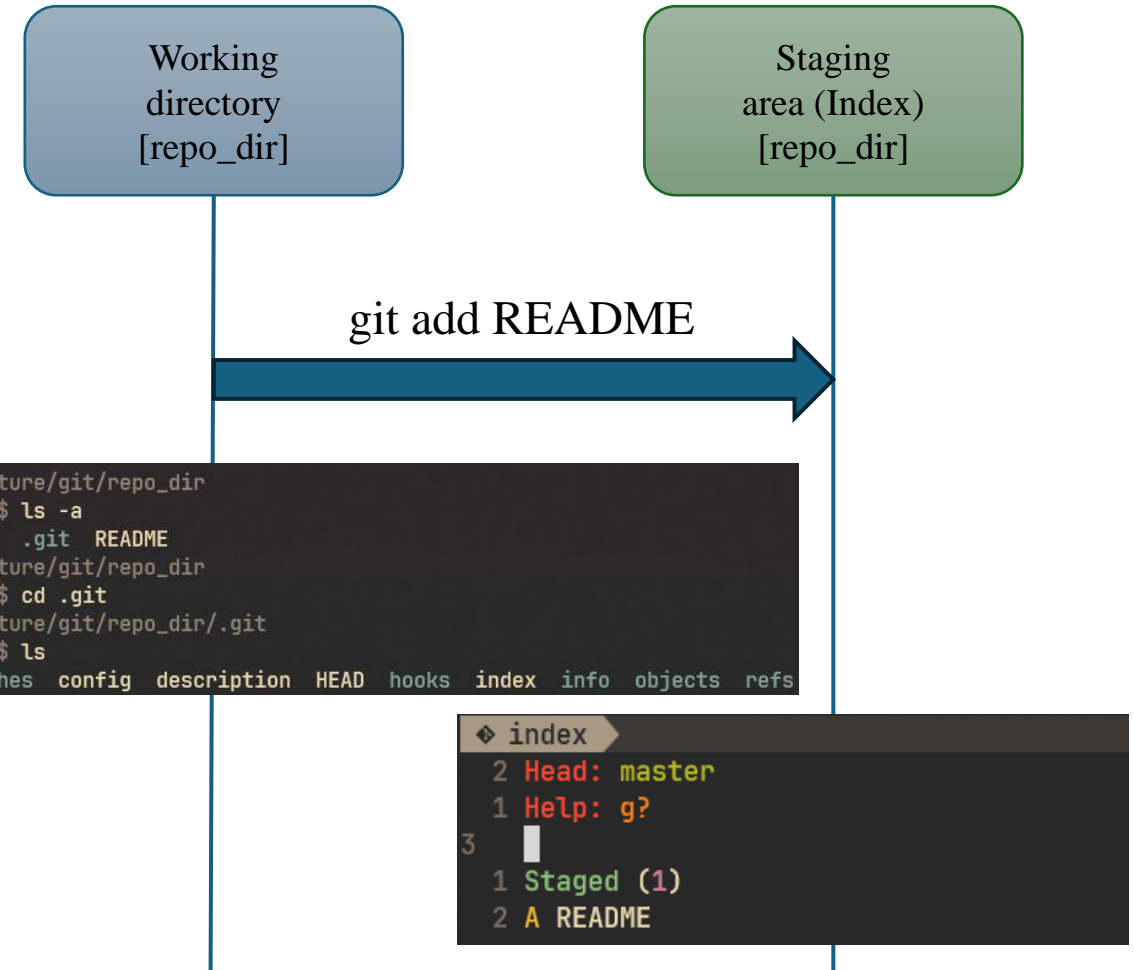 Working
directory
[repo_dir]
Staging
area (Index)
[repo_dir]
git add README
ture/git/repo_dir
$ ls -a
.git README
ture/git/repo_dir
$ cd .git
ture/git/repo_dir/.git
$ ls
hes config description HEAD hooks index info objects refs
index
2 Head: master
1 Help: g?
3
1 Staged (1)
2 A README